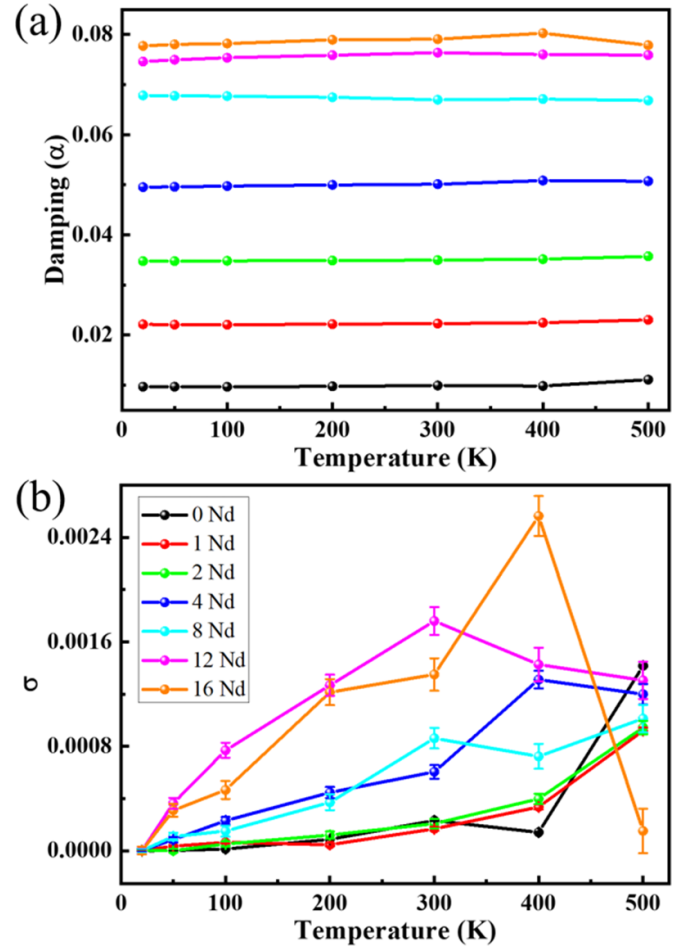 (a)
0.08
0.06
0.04
0.02
Damping (α)
0 100 200 300 400 500
Temperature (K)
(b)
0.0024
0.0016
0.0008
0.0000
σ
0 Nd
1 Nd
2 Nd
4 Nd
8 Nd
12 Nd
16 Nd
0 100 200 300 400 500
Temperature (K)